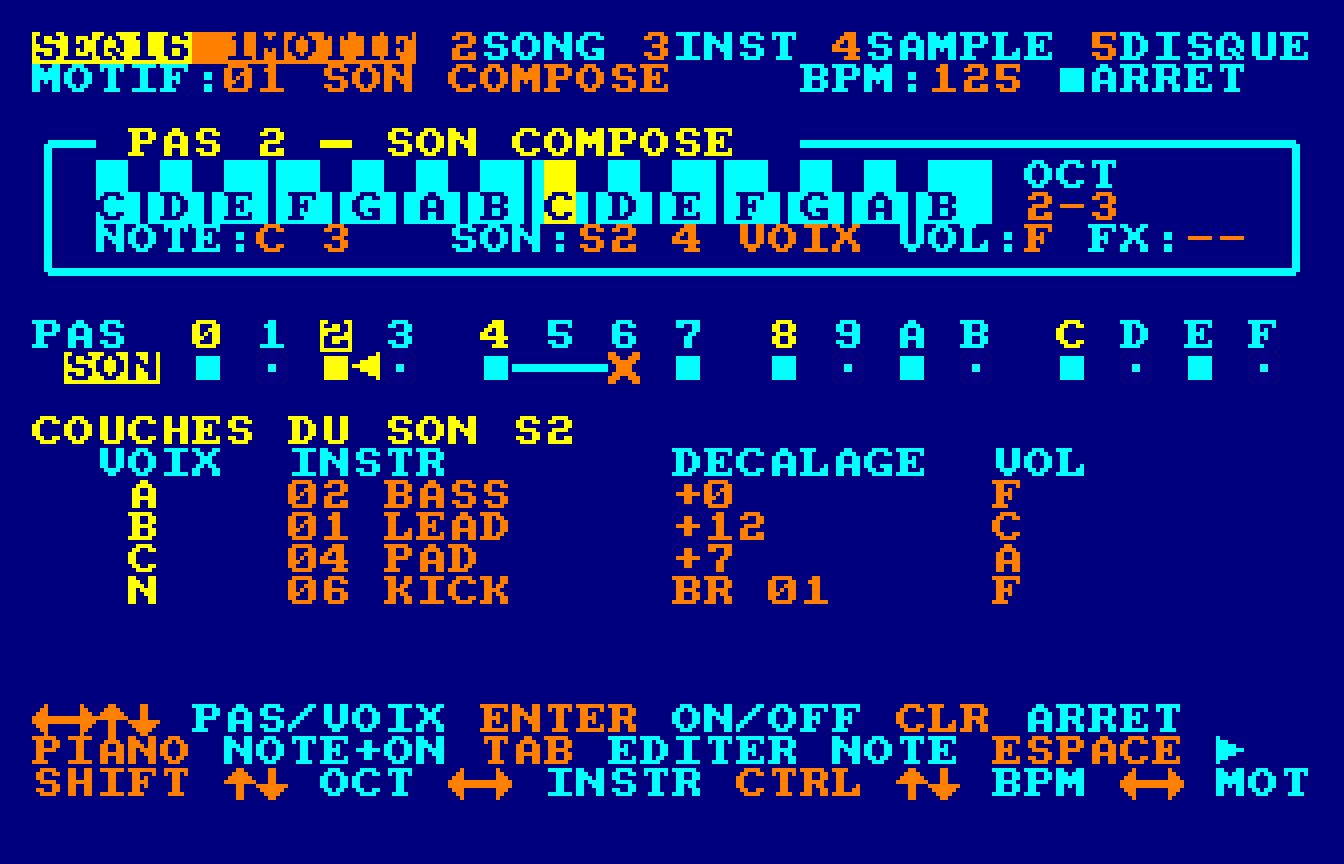 SEQ16 1MOTIF 2SONG 3INST 4SAMPLE 5DISQUE
MOTIF:01 SON COMPOSE BPM:125 ■ARRET
PAS 2 - SON COMPOSE
C D E F G A B C D E F G A B OCT
2-3
NOTE:C 3 SON:S2 4 VOIX VOL:F FX:--
PAS 0 1 2 3 4 5 6 7 8 9 A B C D E F
SON
COUCHES DU SON S2
VOIX INSTR DECALAGE VOL
A 02 BASS +0 F
B 01 LEAD +12 C
C 04 PAD +7 A
N 06 KICK BR 01 F
↔↑↓ PAS/VOIX ENTER ON/OFF CLR ARRET
PIANO NOTE+ON TAB EDITER NOTE ESPACE ►
SHIFT ↑↓ OCT ↔ INSTR CTRL ↑↓ BPM ↔ MOT